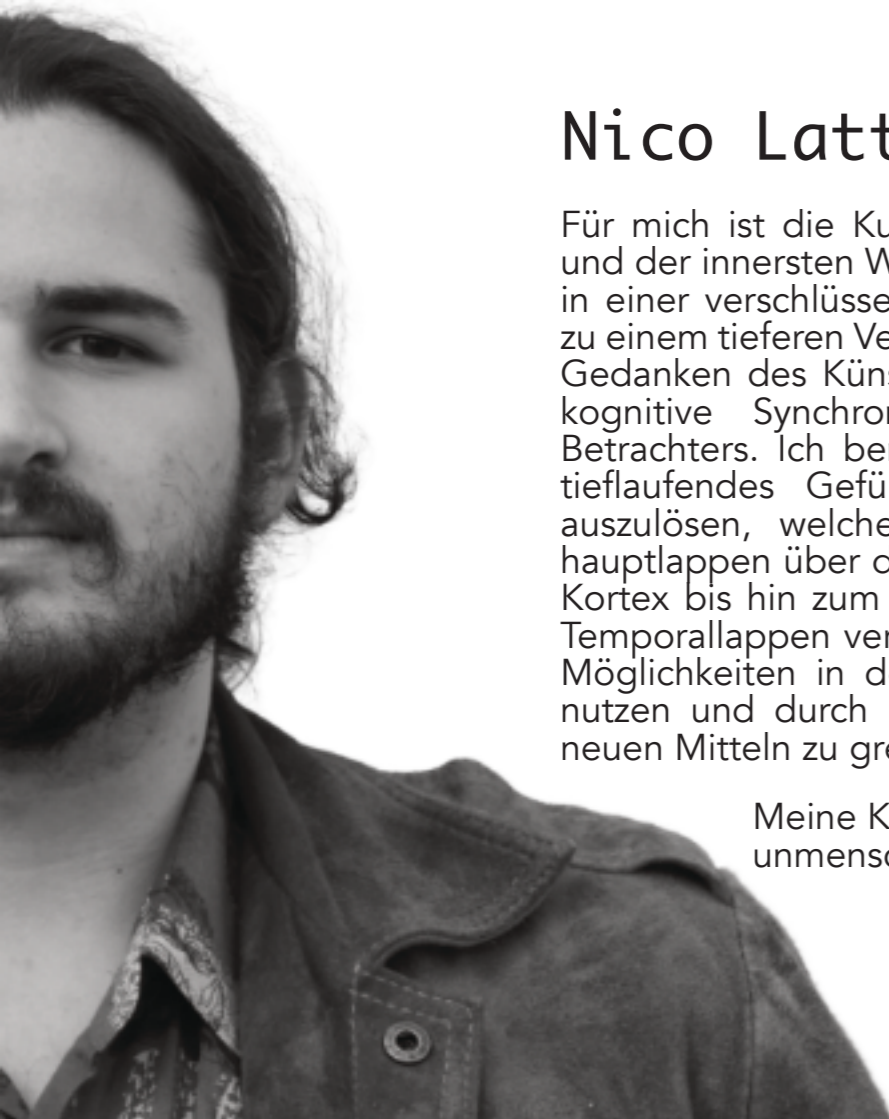 Nico Latt
Für mich ist die Ku
und der innersten W
in einer verschlüsse
zu einem tieferen Ve
Gedanken des Küns
kognitive Synchron
Betrachters. Ich ber
tieflaufendes Gefü
auszulösen, welche
hauptlappen über d
Kortex bis hin zum
Temporallappen ver
Möglichkeiten in de
nutzen und durch
neuen Mitteln zu gre
Meine K
unmensc